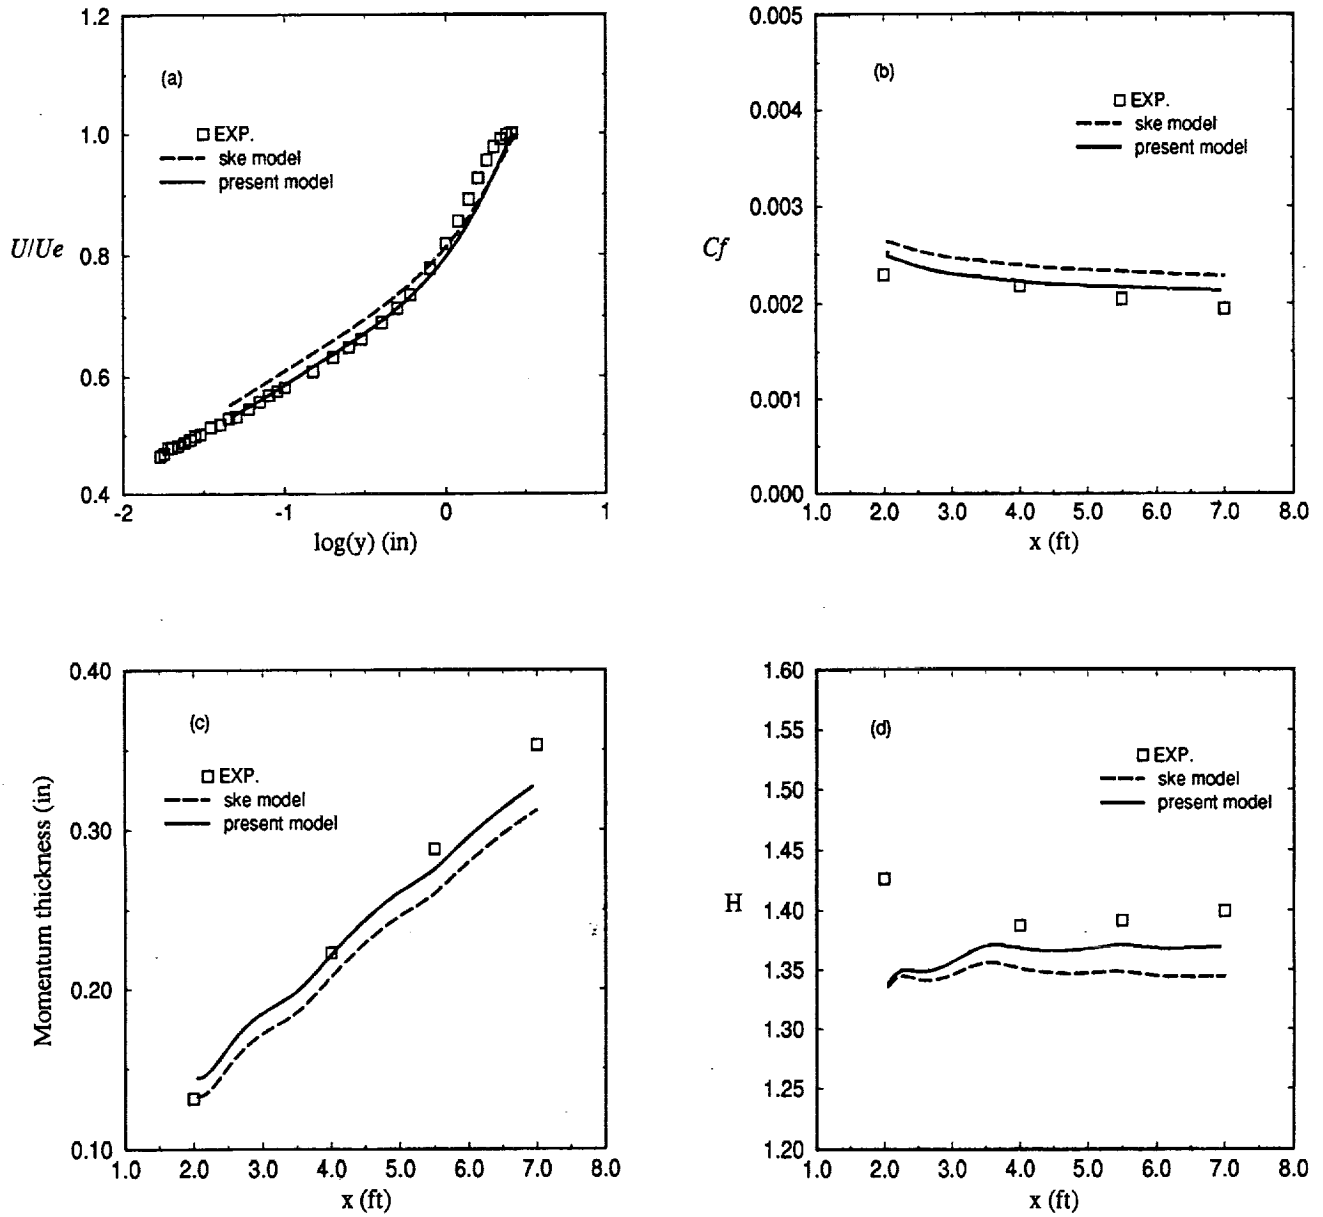 (a)
EXP.
ske model
present model
U/Ue
1.2
1.0
0.8
0.6
0.4
-2
-1
0
1
log(y) (in)
(b)
EXP.
ske model
present model
Cf
0.005
0.004
0.003
0.002
0.001
0.000
1.0
2.0
3.0
4.0
5.0
6.0
7.0
8.0
x (ft)
(c)
EXP.
ske model
present model
Momentum thickness (in)
0.40
0.30
0.20
0.10
1.0
2.0
3.0
4.0
5.0
6.0
7.0
8.0
x (ft)
(d)
EXP.
ske model
present model
H
1.60
1.55
1.50
1.45
1.40
1.35
1.30
1.25
1.20
1.0
2.0
3.0
4.0
5.0
6.0
7.0
8.0
x (ft)